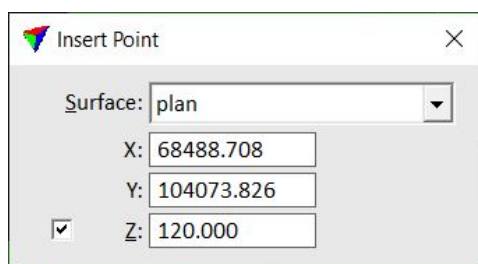 Insert Point
Surface: plan
X: 68488.708
Y: 104073.826
Z: 120.000